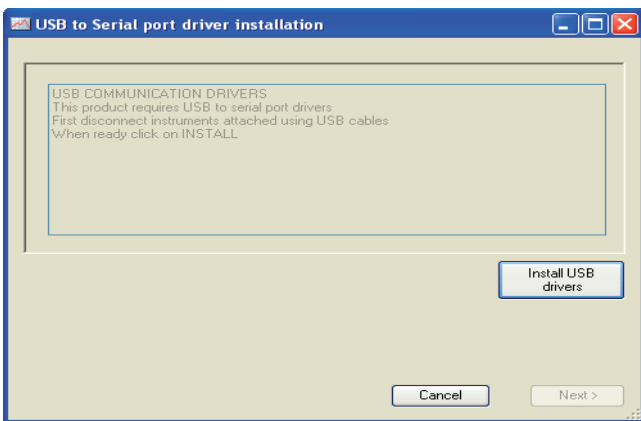 USB to Serial port driver installation
USB COMMUNICATION DRIVERS
This product requires USB to serial port drivers
First disconnect instruments attached using USB cables
When ready click on INSTALL
Install USB
drivers
Cancel
Next >